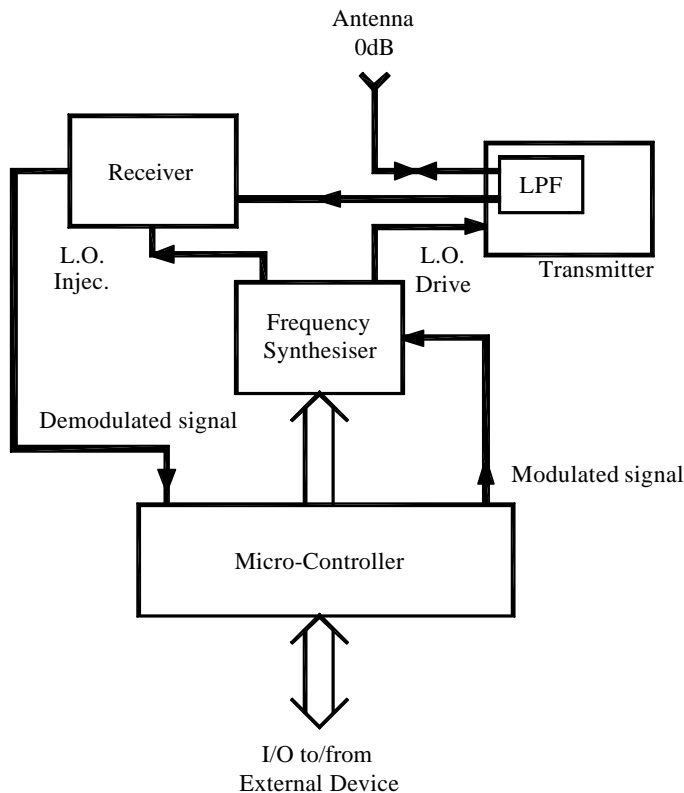 Antenna
0dB
Receiver
LPF
L.O.
Injec.
L.O.
Drive
Transmitter
Frequency
Synthesiser
Demodulated signal
Modulated signal
Micro-Controller
I/O to/from
External Device